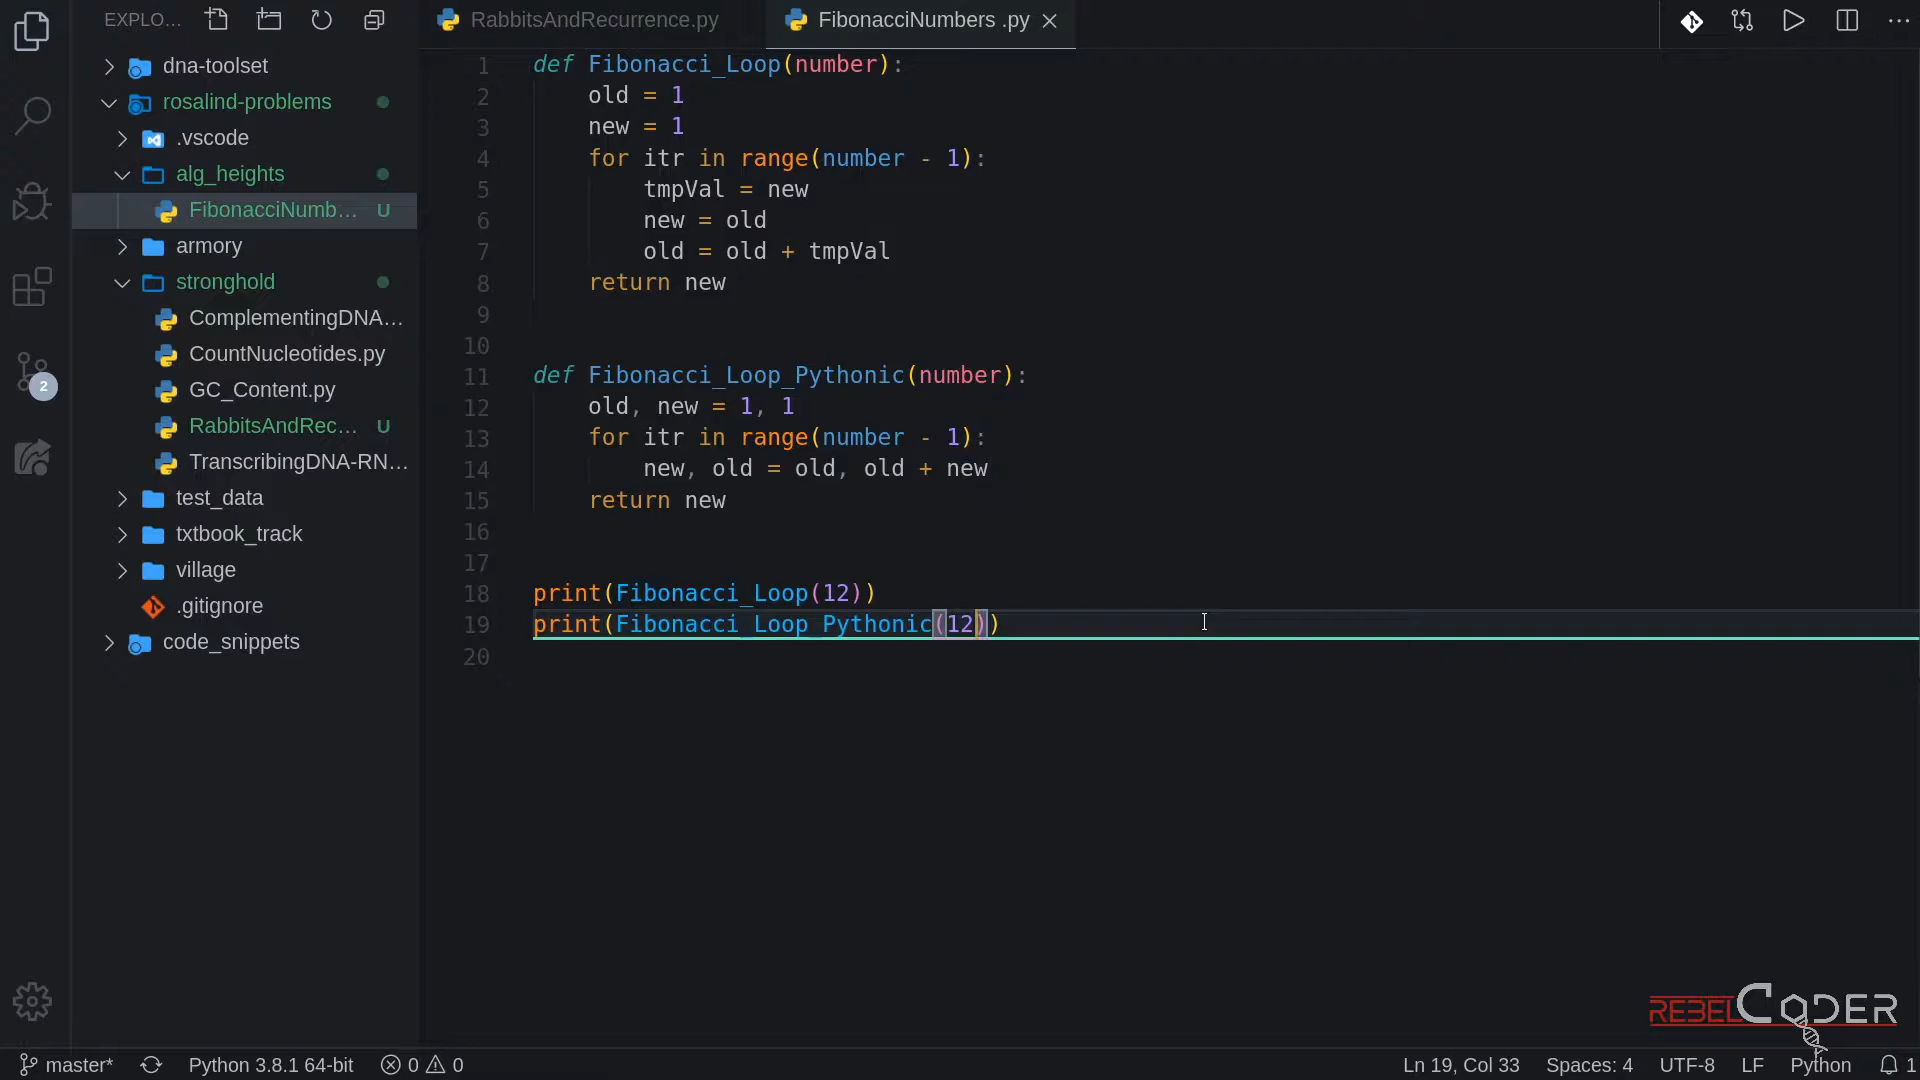 EXPLO...
dna-toolset
rosalind-problems
.vscode
alg_heights
FibonacciNumb... U
armory
stronghold
ComplementingDNA...
CountNucleotides.py
GC_Content.py
RabbitsAndRec... U
TranscribingDNA-RN...
test_data
txtbook_track
village
.gitignore
code_snippets
2
RabbitsAndRecurrence.py
FibonacciNumbers .py
1 def Fibonacci_Loop(number):
2 old = 1
3 new = 1
4 for itr in range(number - 1):
5 tmpVal = new
6 new = old
7 old = old + tmpVal
8 return new
9
10
11 def Fibonacci_Loop_Pythonic(number):
12 old, new = 1, 1
13 for itr in range(number - 1):
14 new, old = old, old + new
15 return new
16
17
18 print(Fibonacci_Loop(12))
19 print(Fibonacci_Loop_Pythonic(12))
20
REBELCODER
master* Python 3.8.1 64-bit 0 0 Ln 19, Col 33 Spaces: 4 UTF-8 LF Python 1